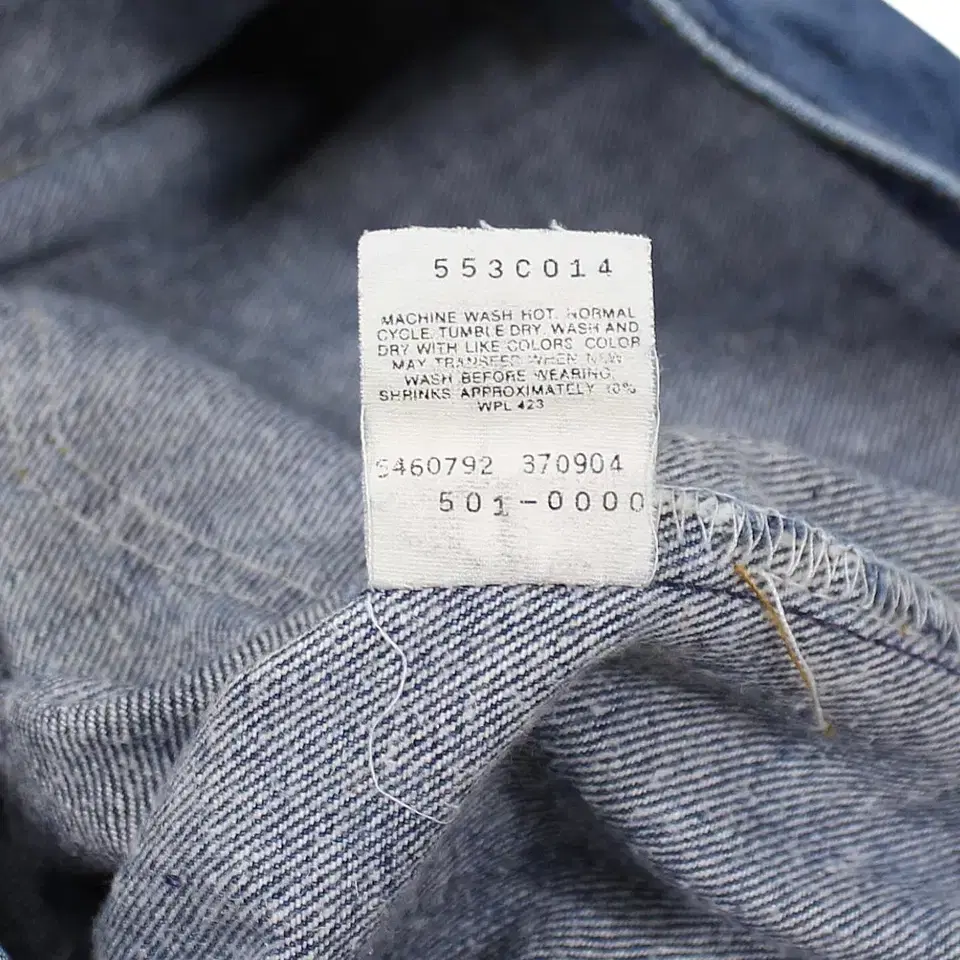 553C014
MACHINE WASH HOT. NORMAL
CYCLE. TUMBLE DRY. WASH AND
DRY WITH LIKE COLORS. COLOR
MAY TRANSFER WHEN NEW.
WASH BEFORE WEARING.
SHRINKS APPROXIMATELY 10%
WPL 423
S460792 370904
501-0000